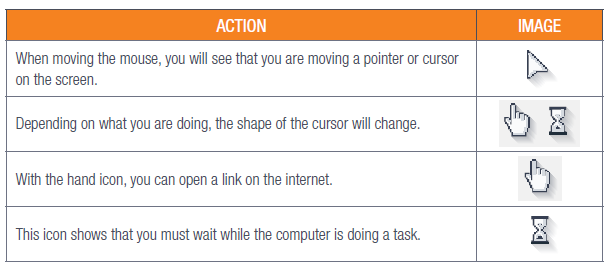 ACTION IMAGE
When moving the mouse, you will see that you are moving a pointer or cursor
on the screen.
Depending on what you are doing, the shape of the cursor will change.
With the hand icon, you can open a link on the internet.
This icon shows that you must wait while the computer is doing a task.